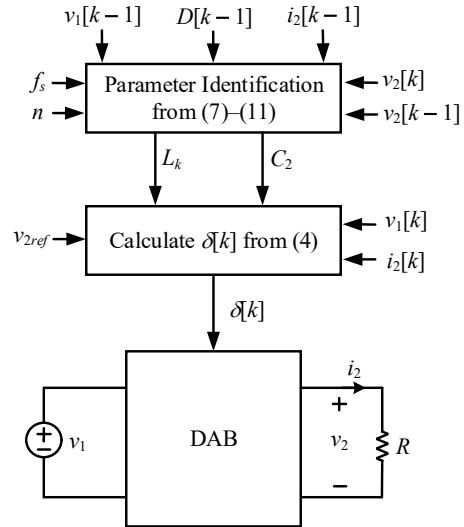 v₁[k−1] D[k−1] i₂[k−1]
fₛ Parameter Identification v₂[k]
n from (7)–(11) v₂[k−1]
Lₖ C₂
v₁[k]
v₂ref Calculate δ[k] from (4)
i₂[k]
δ[k]
i₂
+
v₁ DAB v₂ R
−